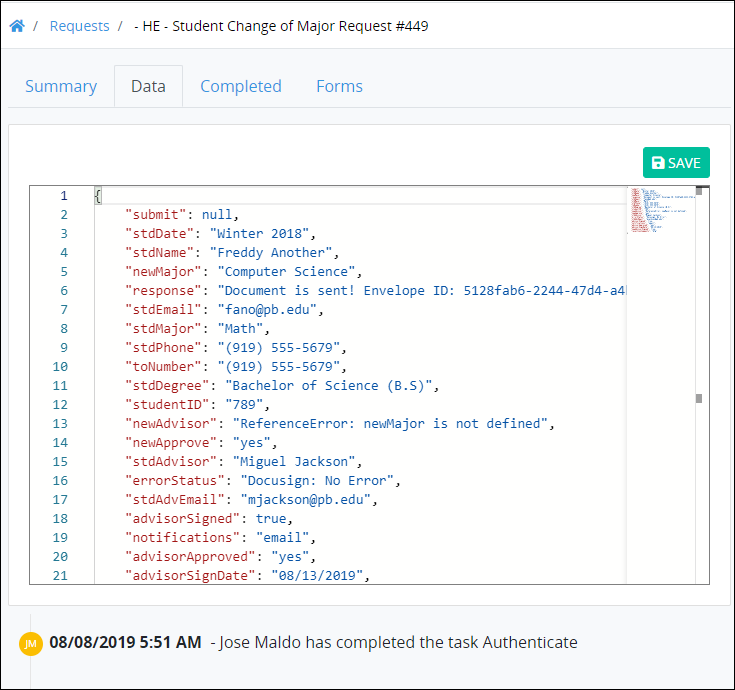 / Requests / - HE - Student Change of Major Request #449
Summary Data Completed Forms
SAVE
1 {
2 "submit": null,
3 "stdDate": "Winter 2018",
4 "stdName": "Freddy Another",
5 "newMajor": "Computer Science",
6 "response": "Document is sent! Envelope ID: 5128fab6-2244-47d4-a4
7 "stdEmail": "fano@pb.edu",
8 "stdMajor": "Math",
9 "stdPhone": "(919) 555-5679",
10 "toNumber": "(919) 555-5679",
11 "stdDegree": "Bachelor of Science (B.S)",
12 "studentID": "789",
13 "newAdvisor": "ReferenceError: newMajor is not defined",
14 "newApprove": "yes",
15 "stdAdvisor": "Miguel Jackson",
16 "errorStatus": "Docusign: No Error",
17 "stdAdvEmail": "mjackson@pb.edu",
18 "advisorSigned": true,
19 "notifications": "email",
20 "advisorApproved": "yes",
21 "advisorSignDate": "08/13/2019",
JM 08/08/2019 5:51 AM - Jose Maldo has completed the task Authenticate